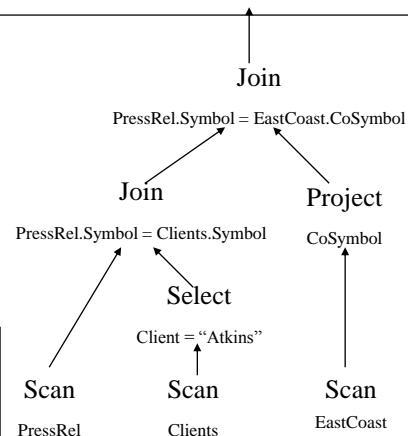 Join
PressRel.Symbol = EastCoast.CoSymbol
Join
Project
PressRel.Symbol = Clients.Symbol
CoSymbol
Select
Client = “Atkins”
Scan
Scan
Scan
PressRel
Clients
EastCoast